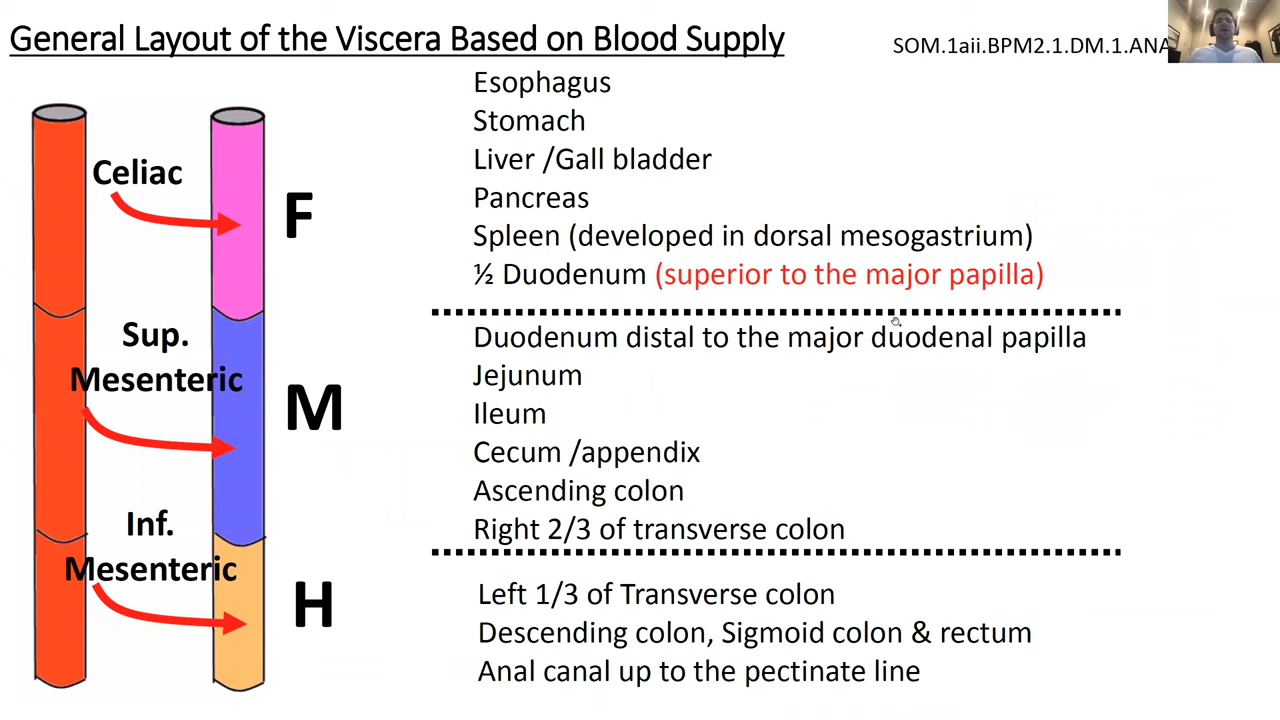 General Layout of the Viscera Based on Blood Supply
SOM.1aii.BPM2.1.DM.1.ANA
Celiac
F
Esophagus
Stomach
Liver /Gall bladder
Pancreas
Spleen (developed in dorsal mesogastrium)
½ Duodenum (superior to the major papilla)
Sup.
Mesenteric
M
Duodenum distal to the major duodenal papilla
Jejunum
Ileum
Cecum /appendix
Ascending colon
Right 2/3 of transverse colon
Inf.
Mesenteric
H
Left 1/3 of Transverse colon
Descending colon, Sigmoid colon & rectum
Anal canal up to the pectinate line